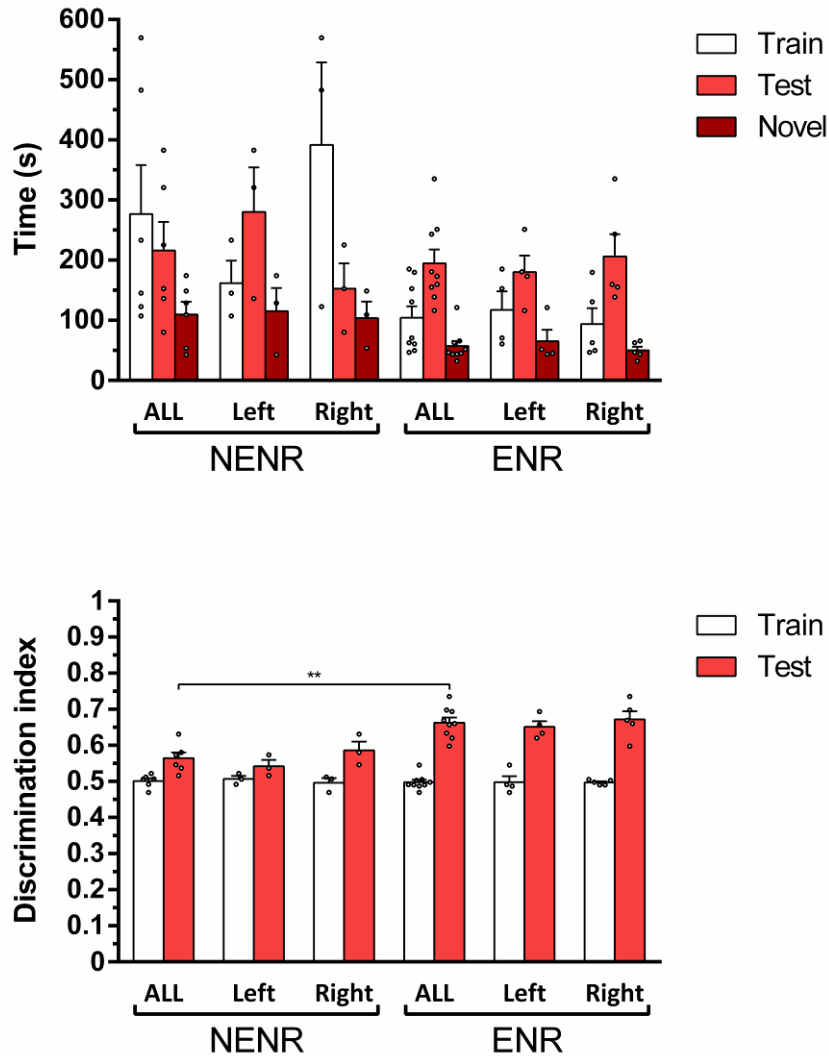 600
500
400
300
200
100
0
Time (s)
Train
Test
Novel
ALL Left Right ALL Left Right
NENR ENR
1
0.9
0.8
0.7
0.6
0.5
0.4
0.3
0.2
0.1
0
Discrimination index
**
Train
Test
ALL Left Right ALL Left Right
NENR ENR